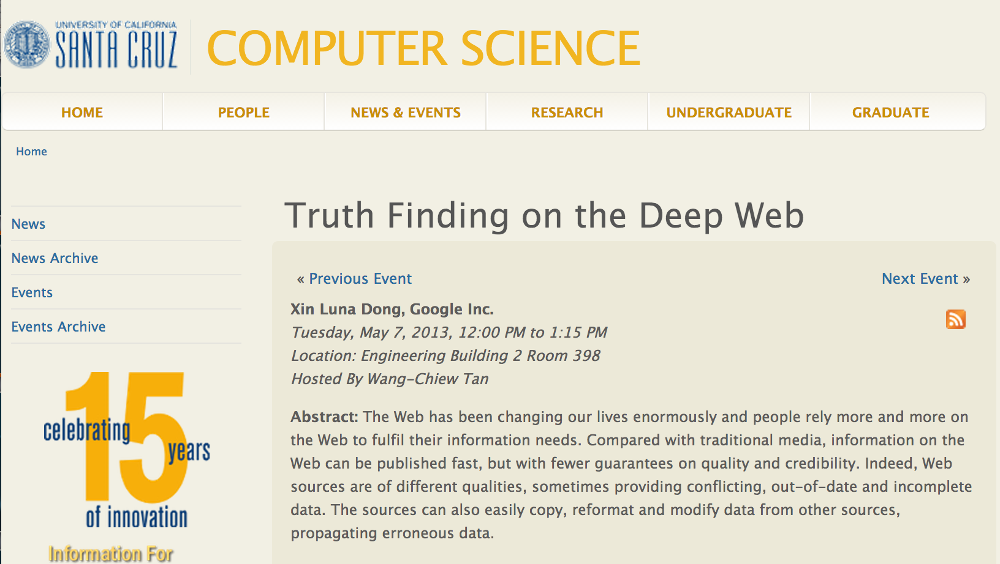 UNIVERSITY OF CALIFORNIA
SANTA CRUZ
COMPUTER SCIENCE
HOME
PEOPLE
NEWS & EVENTS
RESEARCH
UNDERGRADUATE
GRADUATE
Home
News
News Archive
Events
Events Archive
celebrating
15
years
of innovation
Information For
Truth Finding on the Deep Web
« Previous Event
Next Event »
Xin Luna Dong, Google Inc.
Tuesday, May 7, 2013, 12:00 PM to 1:15 PM
Location: Engineering Building 2 Room 398
Hosted By Wang-Chiew Tan
Abstract: The Web has been changing our lives enormously and people rely more and more on
the Web to fulfil their information needs. Compared with traditional media, information on the
Web can be published fast, but with fewer guarantees on quality and credibility. Indeed, Web
sources are of different qualities, sometimes providing conflicting, out-of-date and incomplete
data. The sources can also easily copy, reformat and modify data from other sources,
propagating erroneous data.